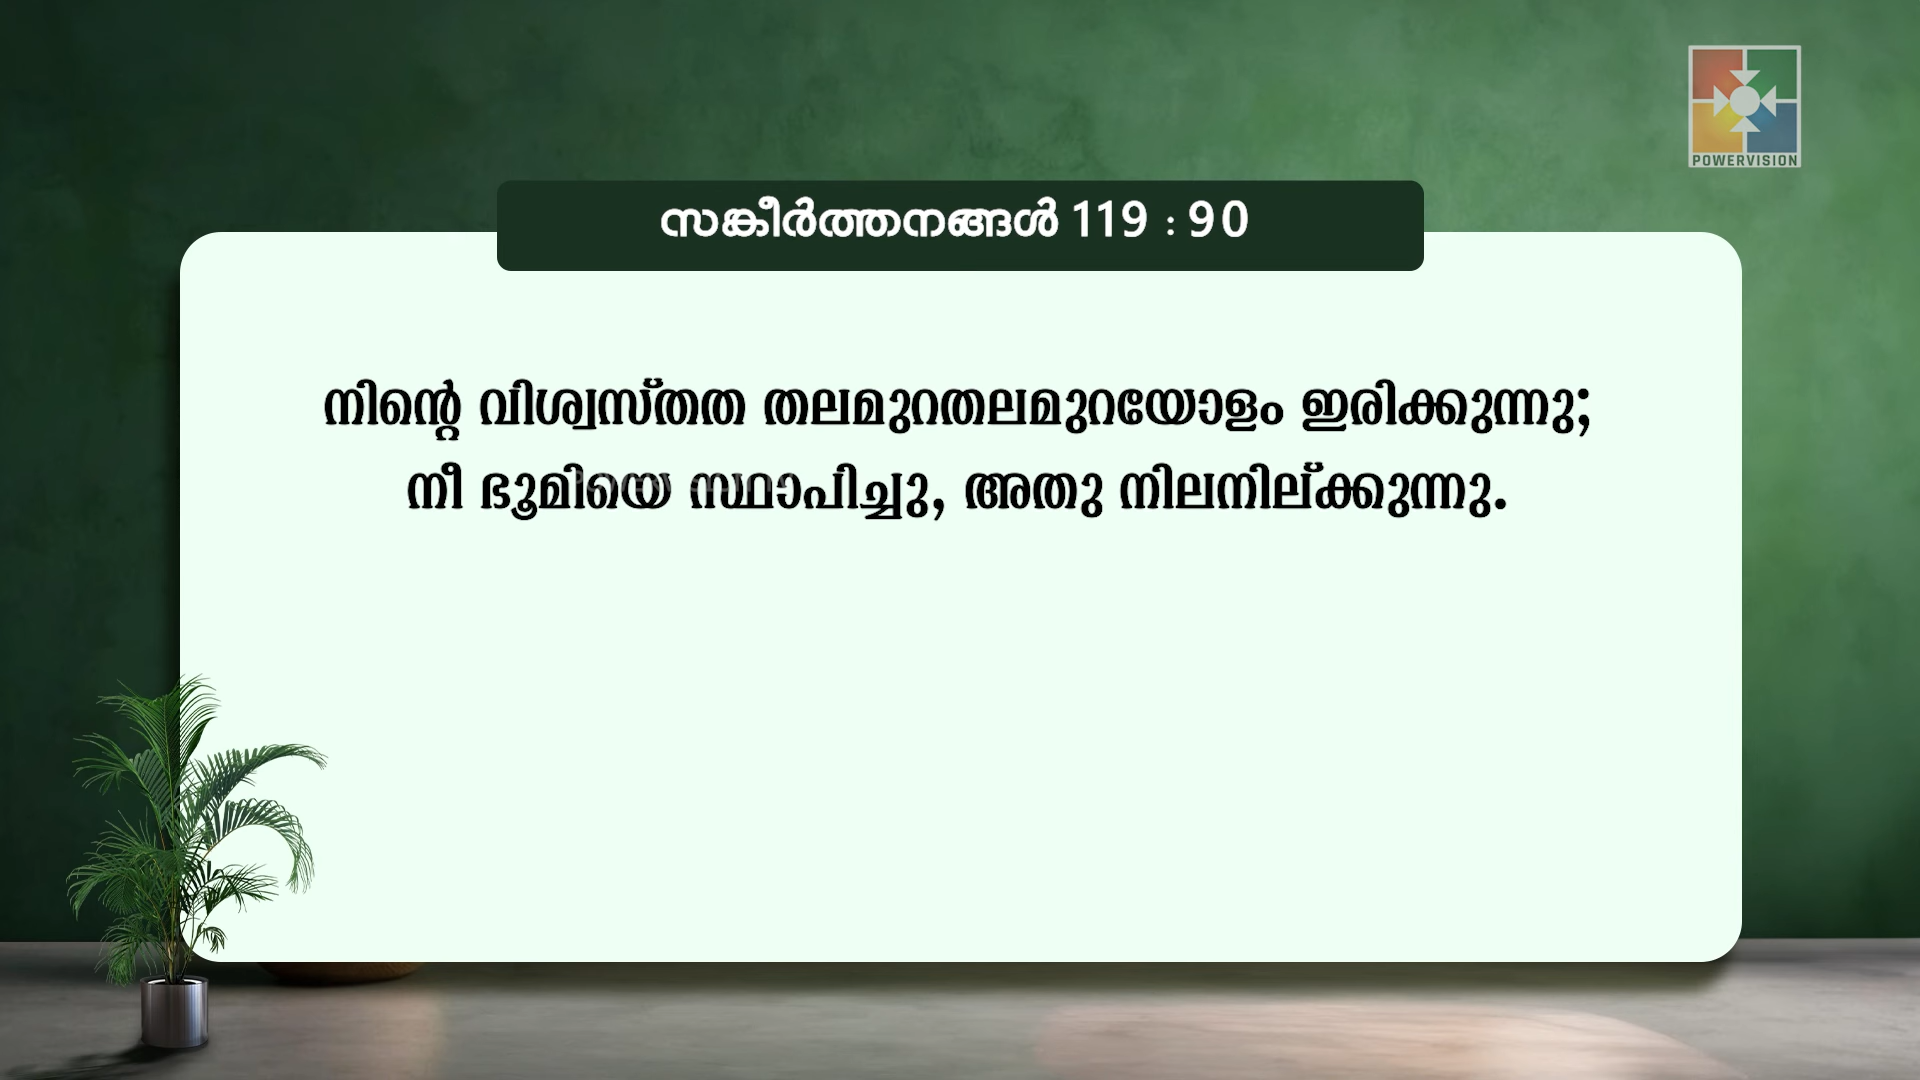 POWERVISION
സങ്കീർത്തനങ്ങൾ 119 : 90
നിന്റെ വിശ്വസ്തത തലമുറതലമുറയോളം ഇരിക്കുന്നു;
നീ ഭൂമിയെ സ്ഥാപിച്ചു, അതു നിലനില്ക്കുന്നു.